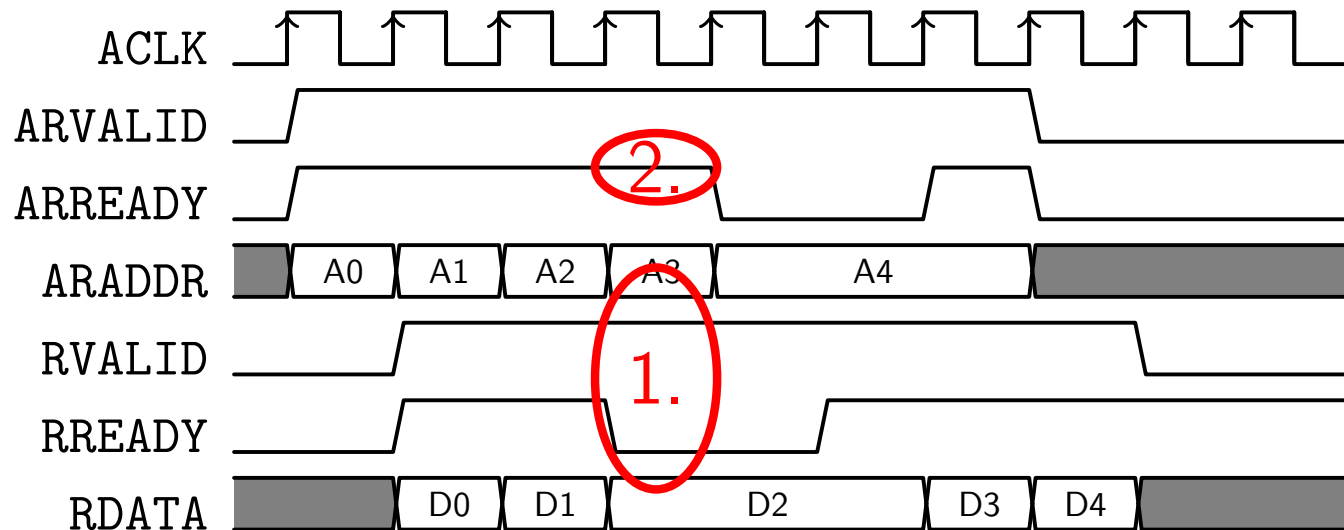 ACLK
ARVALID
ARREADY 2.
ARADDR A0 A1 A2 A3 A4
RVALID
1.
RREADY
RDATA D0 D1 D2 D3 D4